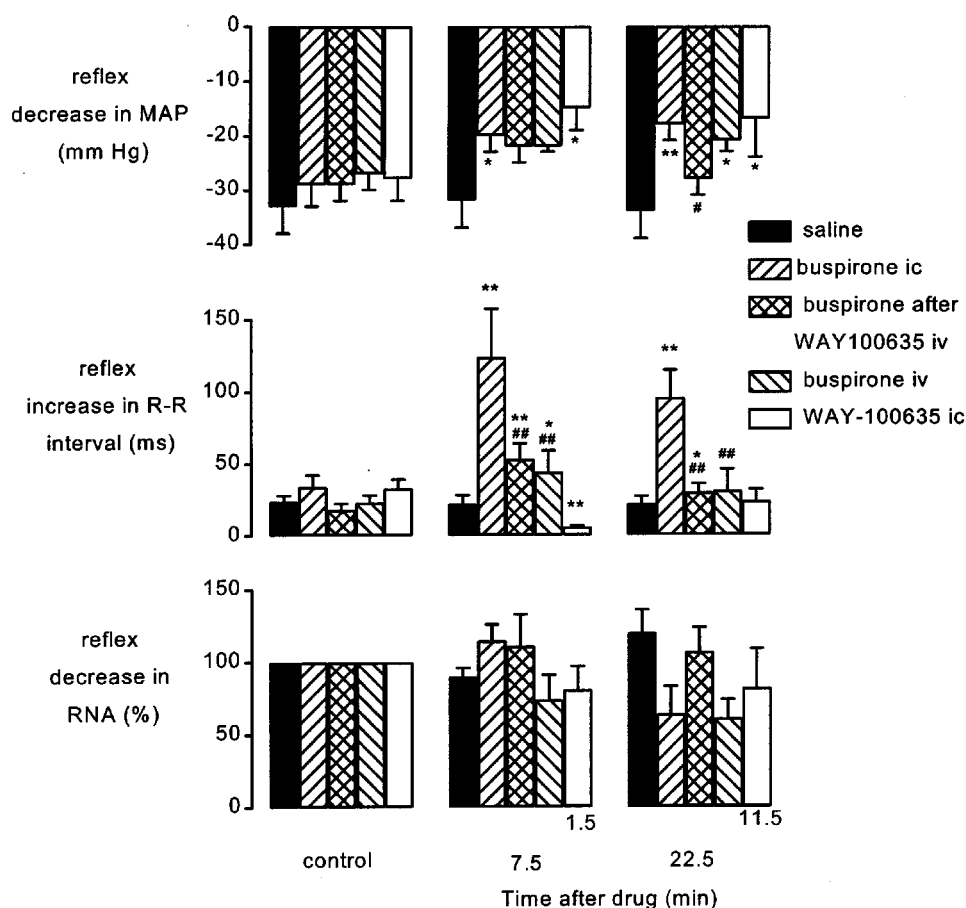 reflex
decrease in MAP
(mm Hg)
0
-10
-20
-30
-40
* * ** # * *
saline
buspirone ic
buspirone after
WAY100635 iv
buspirone iv
WAY-100635 ic
reflex
increase in R-R
interval (ms)
150
100
50
0
** ** ## * ## ** ** * ## ##
reflex
decrease in
RNA (%)
150
100
50
0
1.5
11.5
control
7.5
22.5
Time after drug (min)